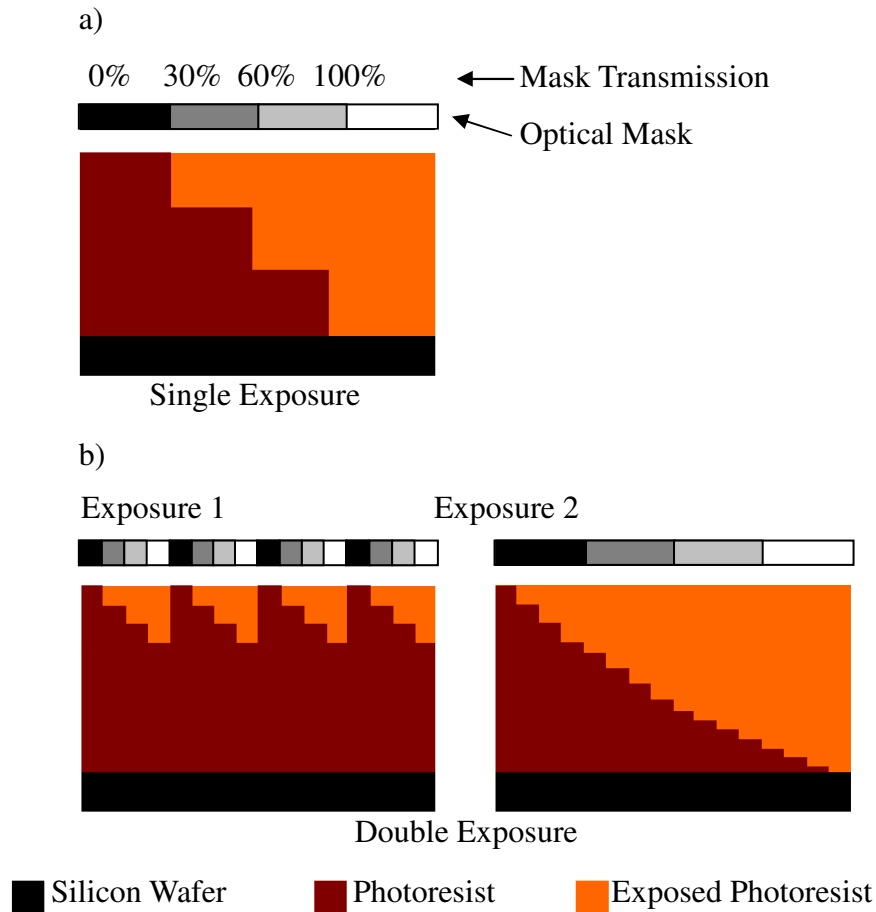 a)
0% 30% 60% 100% Mask Transmission
Optical Mask
Single Exposure
b)
Exposure 1 Exposure 2
Double Exposure
Silicon Wafer Photoresist Exposed Photoresist